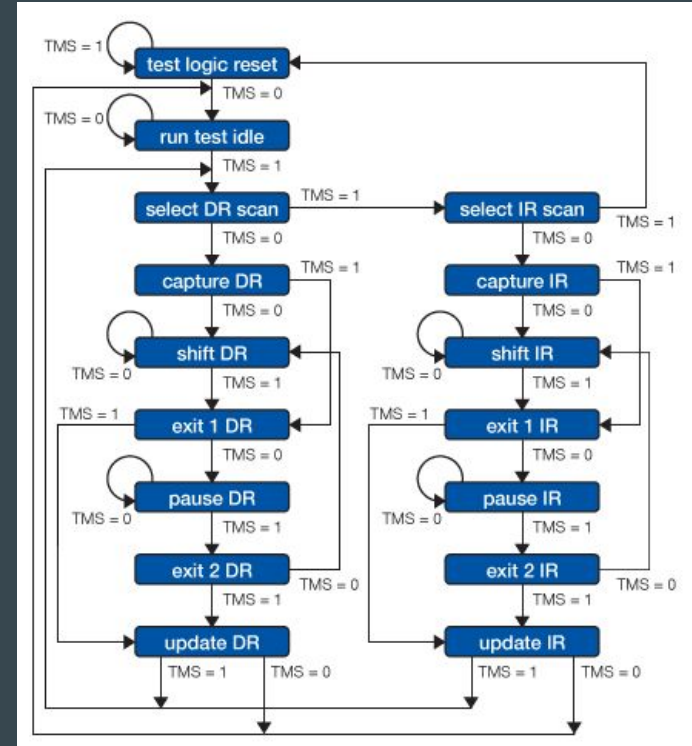 TMS = 1
test logic reset
TMS = 0
TMS = 0
run test idle
TMS = 1
select DR scan
TMS = 1
select IR scan
TMS = 1
TMS = 0
TMS = 0
capture DR
TMS = 1
capture IR
TMS = 1
TMS = 0
TMS = 0
shift DR
shift IR
TMS = 0
TMS = 1
TMS = 0
TMS = 1
TMS = 1
exit 1 DR
TMS = 1
exit 1 IR
TMS = 0
TMS = 0
pause DR
pause IR
TMS = 0
TMS = 1
TMS = 0
TMS = 1
exit 2 DR
TMS = 0
exit 2 IR
TMS = 0
TMS = 1
TMS = 1
update DR
update IR
TMS = 1
TMS = 0
TMS = 1
TMS = 0